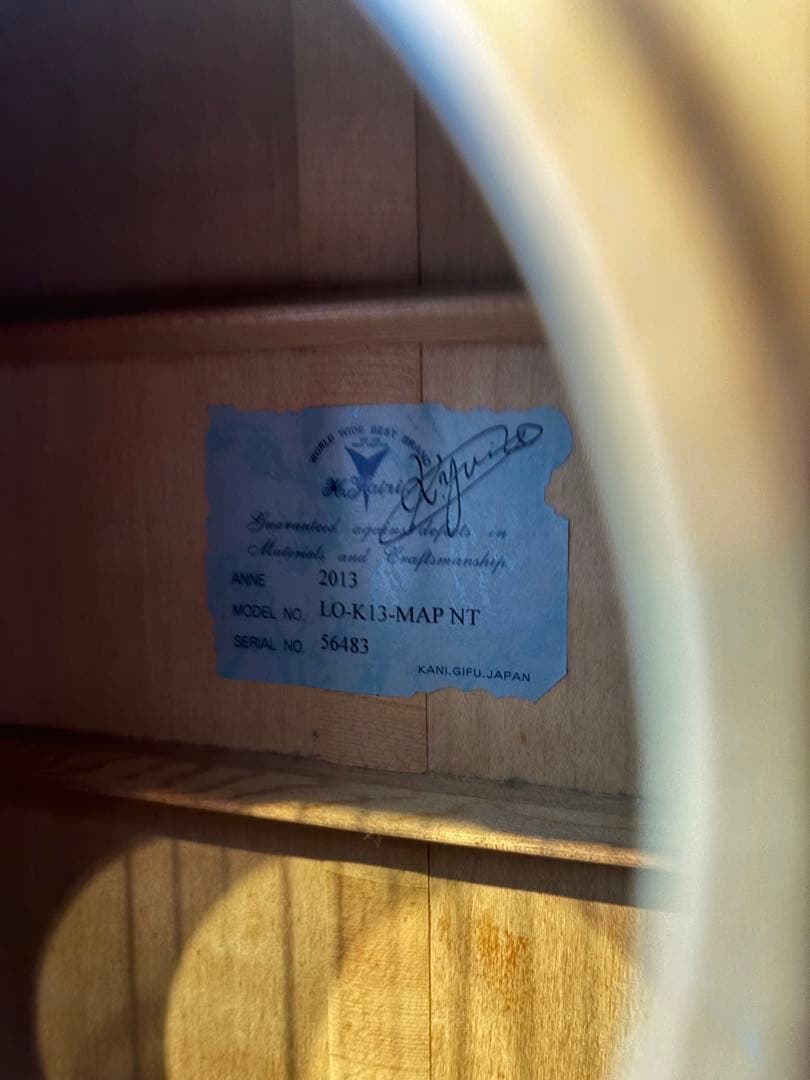 WORLD WIDE BEST BRAND
K.Yairi
K.Yairi
Guaranteed against defects in
Materials and Craftsmanship
ANNE 2013
MODEL NO. LO-K13-MAP NT
SERIAL NO. 56483
KANI.GIFU.JAPAN